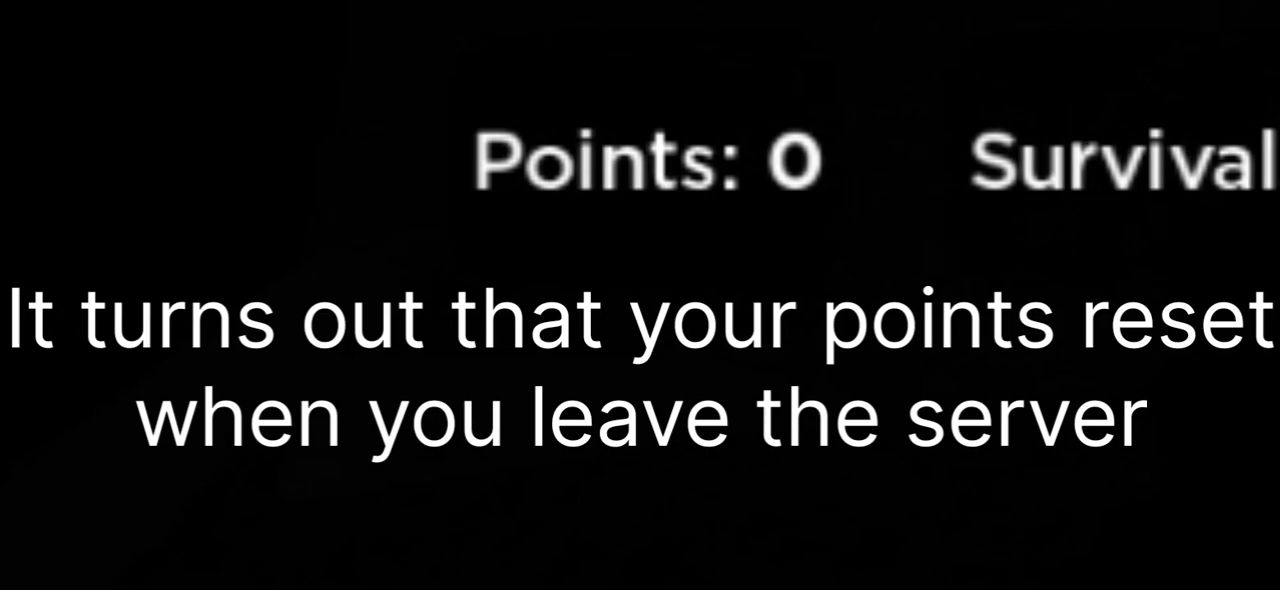 Points: 0 Survival
It turns out that your points reset
when you leave the server